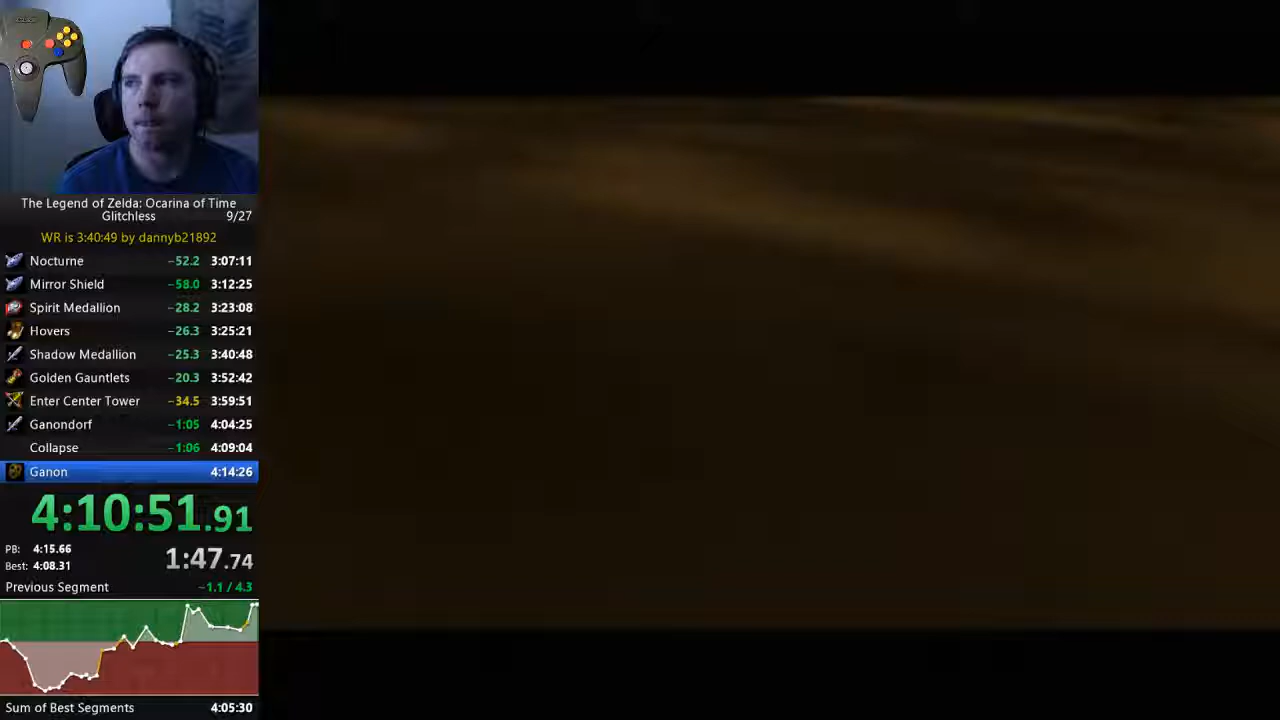 The Legend of Zelda: Ocarina of Time
Glitchless 9/27
WR is 3:40:49 by dannyb21892
Nocturne −52.2 3:07:11
Mirror Shield −58.0 3:12:25
Spirit Medallion −28.2 3:23:08
Hovers −26.3 3:25:21
Shadow Medallion −25.3 3:40:48
Golden Gauntlets −20.3 3:52:42
Enter Center Tower −34.5 3:59:51
Ganondorf −1:05 4:04:25
Collapse −1:06 4:09:04
Ganon 4:14:26
4:10:51.91
PB: 4:15.66
Best: 4:08.31
1:47.74
Previous Segment −1.1 / 4.3
Sum of Best Segments 4:05:30